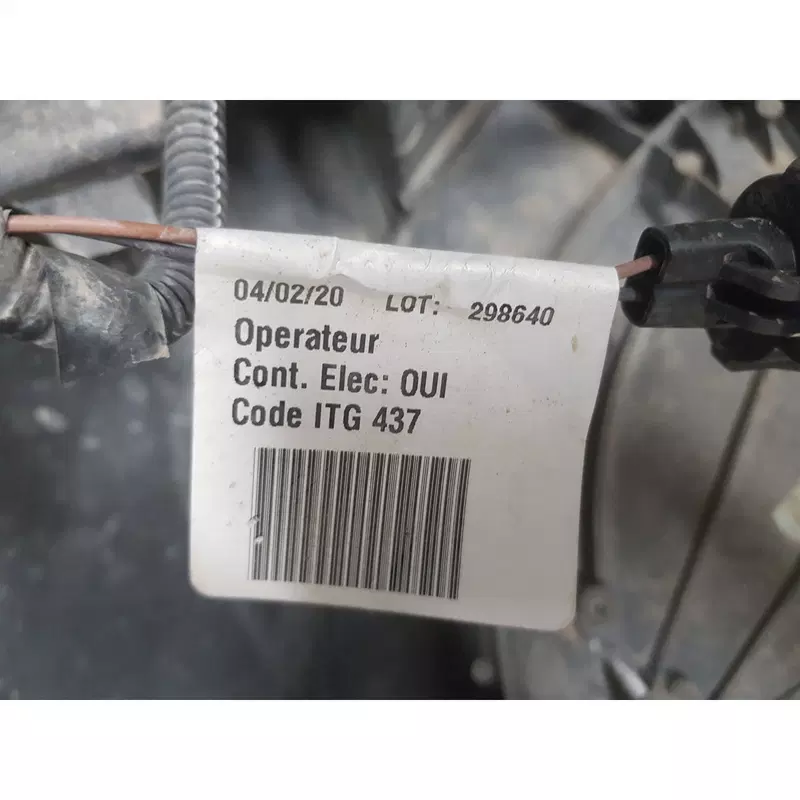 04/02/20 LOT: 298640
Operateur
Cont. Elec: OUI
Code ITG 437